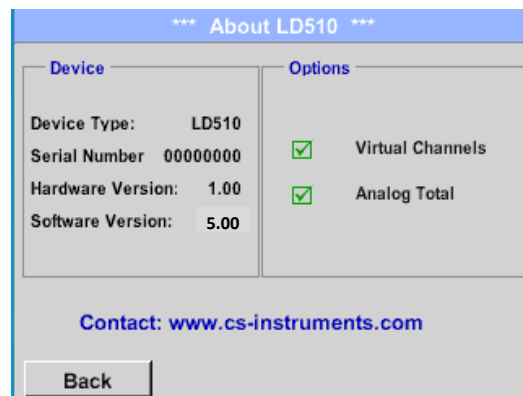 *** About LD510 ***
Device
Device Type: LD510
Serial Number 00000000
Hardware Version: 1.00
Software Version: 5.00
Options
Virtual Channels
Analog Total
Contact: www.cs-instruments.com
Back